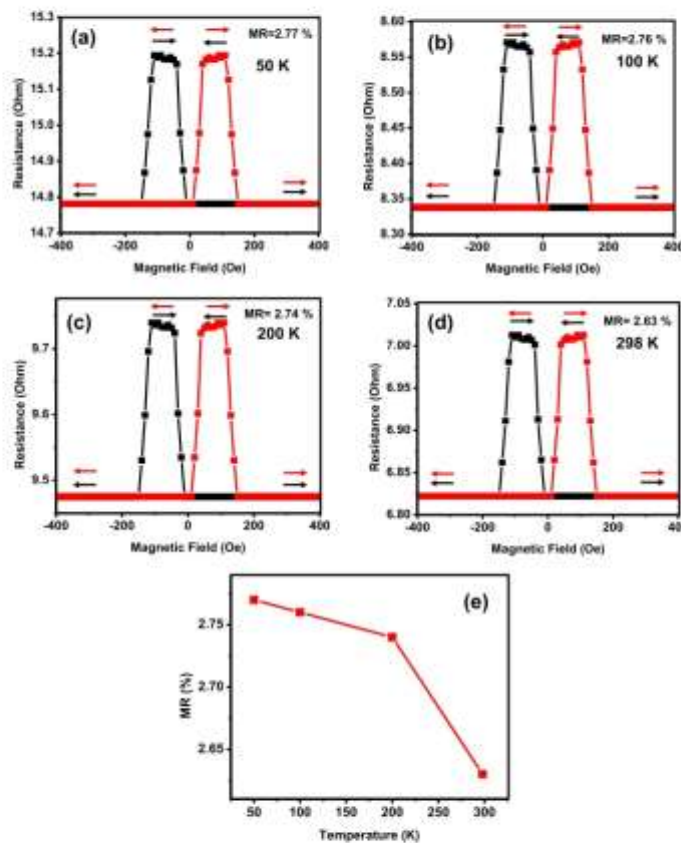 (a)
MR=2.77 %
50 K
15.3
15.2
15.1
15.0
14.9
14.8
14.7
Resistance (Ohm)
-400 -200 0 200 400
Magnetic Field (Oe)
(b)
MR=2.76 %
100 K
8.60
8.55
8.50
8.45
8.40
8.35
8.30
Resistance (Ohm)
-400 -200 0 200 400
Magnetic Field (Oe)
(c)
MR= 2.74 %
200 K
9.7
9.6
9.5
Resistance (Ohm)
-400 -200 0 200 400
Magnetic Field (Oe)
(d)
MR= 2.63 %
298 K
7.05
7.00
6.95
6.90
6.85
6.80
Resistance (Ohm)
-400 -200 0 200 400
Magnetic Field (Oe)
(e)
2.75
2.70
2.65
MR (%)
50 100 150 200 250 300
Temperature (K)